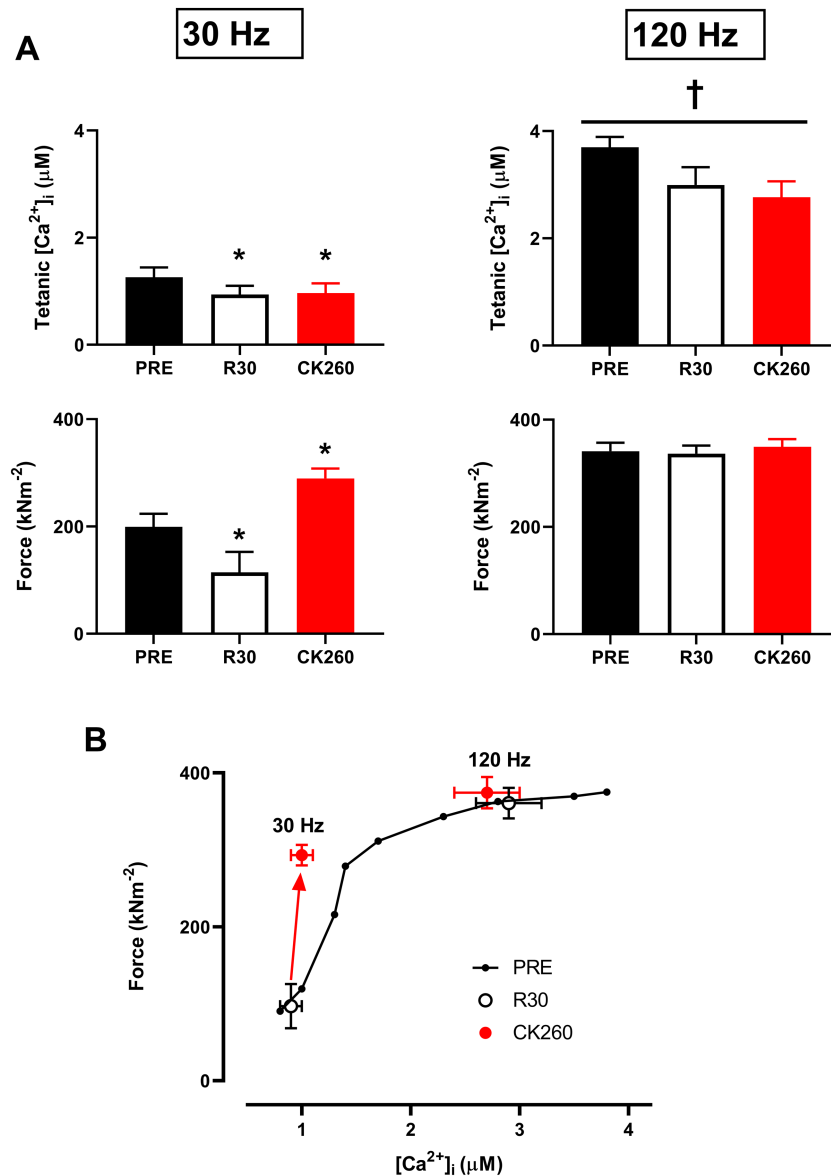 30 Hz
120 Hz
A
†
4
2
0
Tetanic [Ca²⁺]ᵢ (μM)
*
*
PRE
R30
CK260
4
2
0
Tetanic [Ca²⁺]ᵢ (μM)
PRE
R30
CK260
400
200
0
Force (kNm⁻²)
*
*
PRE
R30
CK260
400
200
0
Force (kNm⁻²)
PRE
R30
CK260
B
400
200
0
Force (kNm⁻²)
120 Hz
30 Hz
PRE
R30
CK260
1
2
3
4
[Ca²⁺]ᵢ (μM)